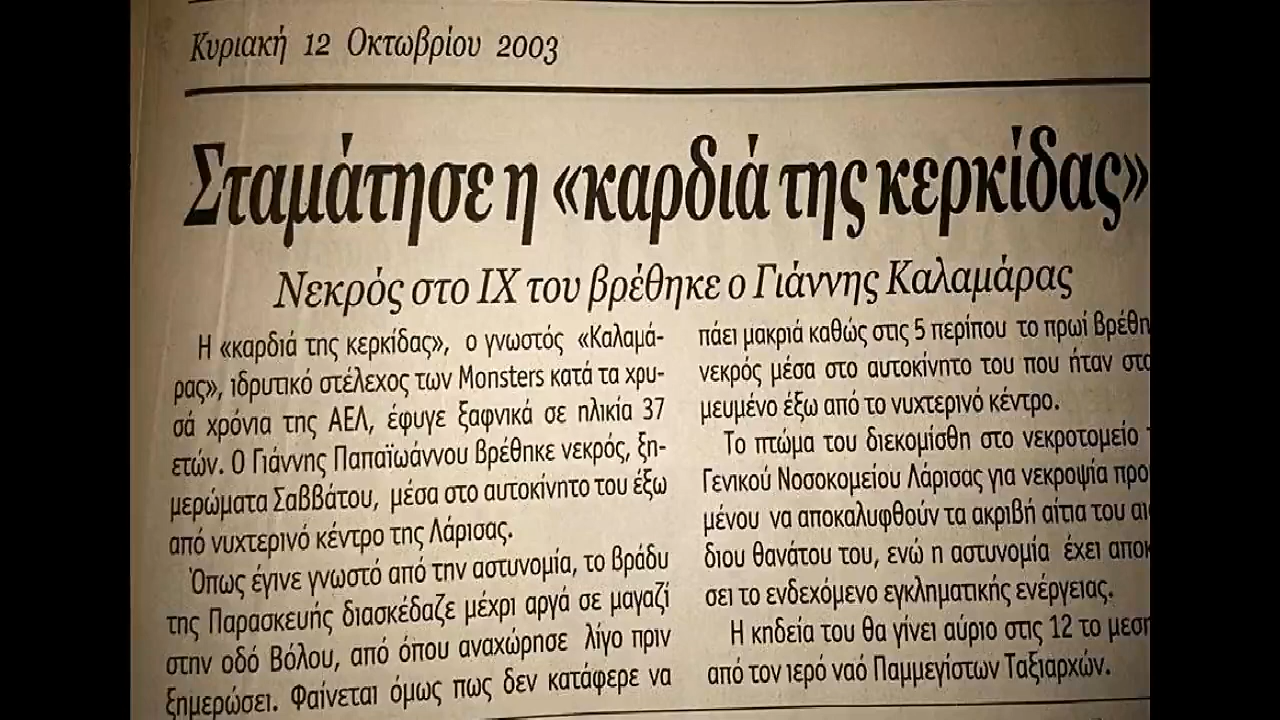 Κυριακή 12 Οκτωβρίου 2003
Σταμάτησε η «καρδιά της κερκίδας»
Νεκρός στο ΙΧ του βρέθηκε ο Γιάννης Καλαμάρας
Η «καρδιά της κερκίδας», ο γνωστός «Καλαμά-
ρας», ιδρυτικό στέλεχος των Monsters κατά τα χρυ-
σά χρόνια της ΑΕΛ, έφυγε ξαφνικά σε ηλικία 37
ετών. Ο Γιάννης Παπαϊωάννου βρέθηκε νεκρός, ξη-
μερώματα Σαββάτου, μέσα στο αυτοκίνητο του έξω
από νυχτερινό κέντρο της Λάρισας.
Όπως έγινε γνωστό από την αστυνομία, το βράδυ
της Παρασκευής διασκέδαζε μέχρι αργά σε μαγαζί
στην οδό Βόλου, από όπου αναχώρησε λίγο πριν
ξημερώσει. Φαίνεται όμως πως δεν κατάφερε να
πάει μακριά καθώς στις 5 περίπου το πρωί βρέθη
νεκρός μέσα στο αυτοκίνητο του που ήταν στα
μευμένο έξω από το νυχτερινό κέντρο.
Το πτώμα του διεκομίσθη στο νεκροτομείο
Γενικού Νοσοκομείου Λάρισας για νεκροψία προ
μένου να αποκαλυφθούν τα ακριβή αίτια του αι
διου θανάτου του, ενώ η αστυνομία έχει αποκ
σει το ενδεχόμενο εγκληματικής ενέργειας.
Η κηδεία του θα γίνει αύριο στις 12 το μεση
από τον ιερό ναό Παμμεγίστων Ταξιαρχών.